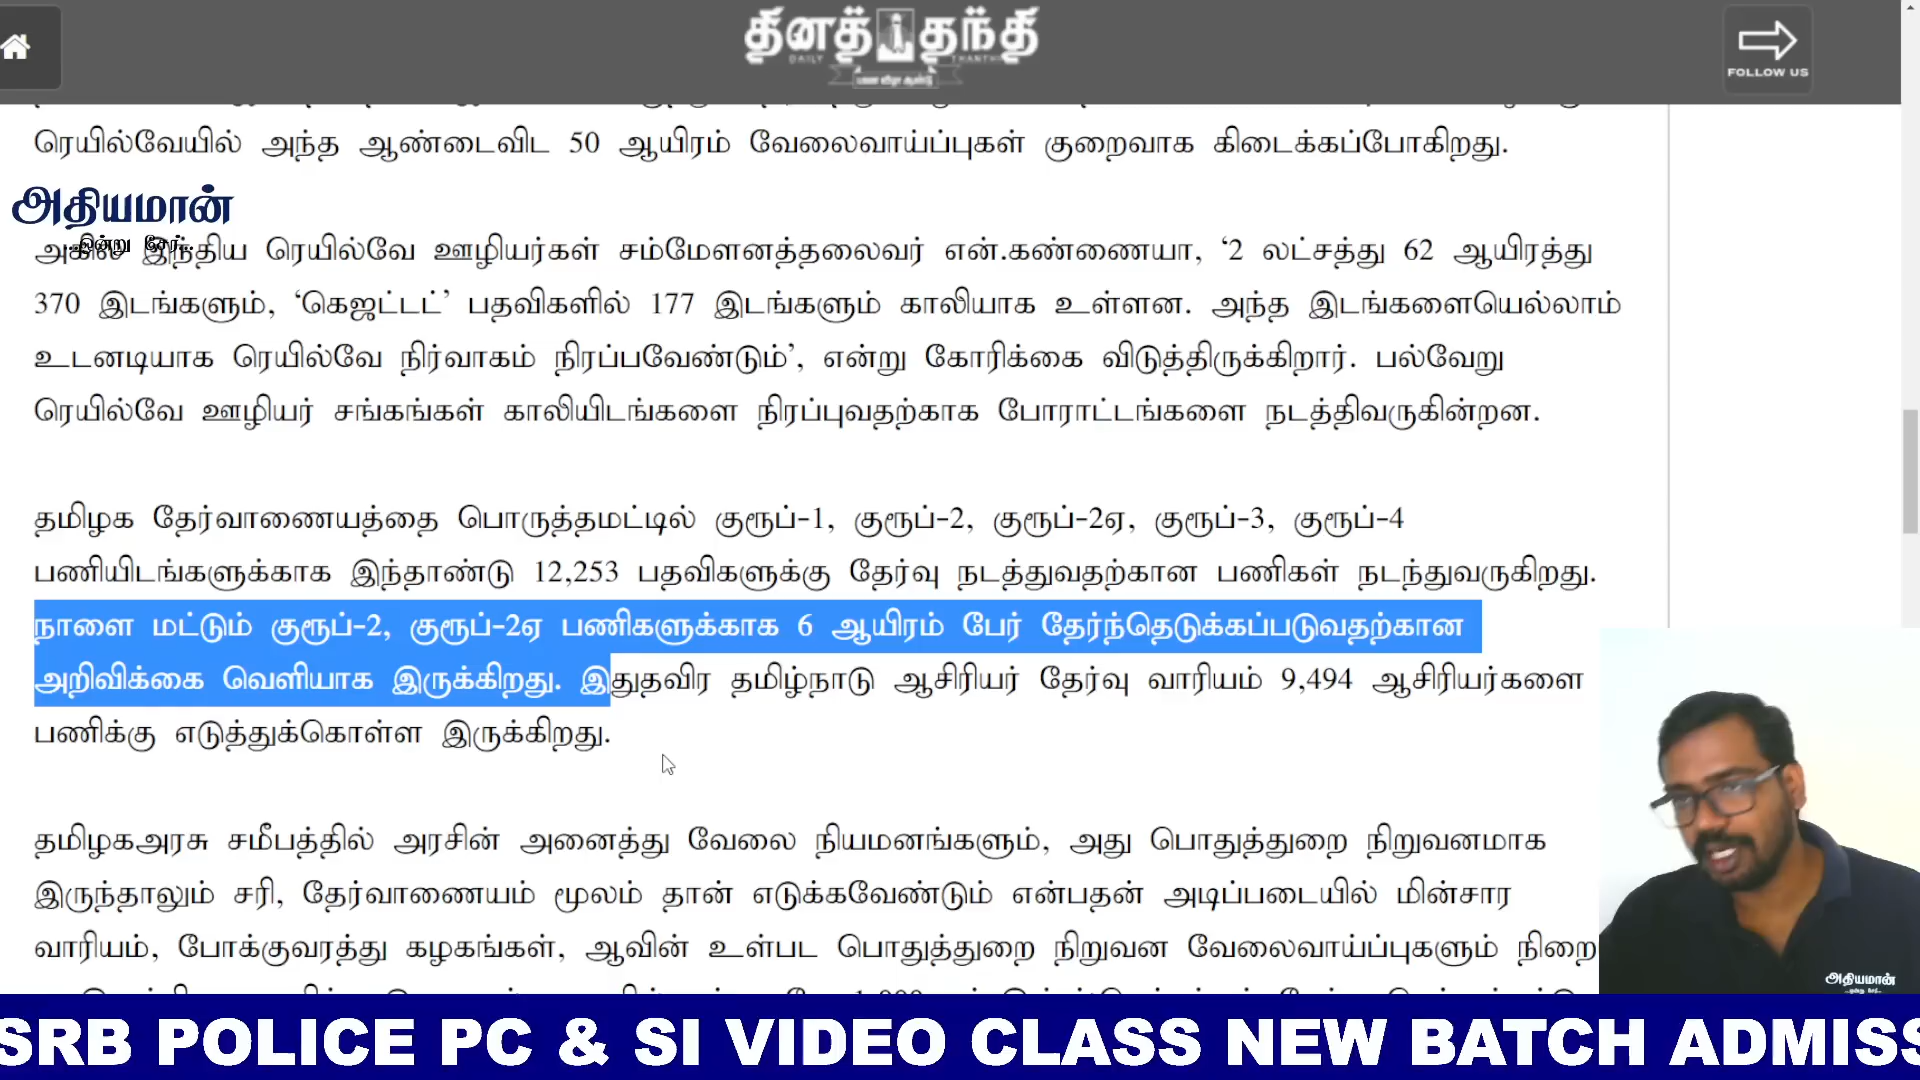 தினத்தந்தி
DAILY THANTHI
FOLLOW US
ரெயில்வேயில் அந்த ஆண்டைவிட 50 ஆயிரம் வேலைவாய்ப்புகள் குறைவாக கிடைக்கப்போகிறது.
அதியமான்
...ஒன்று சேர்...
அகில இந்திய ரெயில்வே ஊழியர்கள் சம்மேளனத்தலைவர் என்.கண்ணையா, ‘2 லட்சத்து 62 ஆயிரத்து
370 இடங்களும், ‘கெஜட்டட்’ பதவிகளில் 177 இடங்களும் காலியாக உள்ளன. அந்த இடங்களையெல்லாம்
உடனடியாக ரெயில்வே நிர்வாகம் நிரப்பவேண்டும்’, என்று கோரிக்கை விடுத்திருக்கிறார். பல்வேறு
ரெயில்வே ஊழியர் சங்கங்கள் காலியிடங்களை நிரப்புவதற்காக போராட்டங்களை நடத்திவருகின்றன.
தமிழக தேர்வாணையத்தை பொருத்தமட்டில் குரூப்-1, குரூப்-2, குரூப்-2ஏ, குரூப்-3, குரூப்-4
பணியிடங்களுக்காக இந்தாண்டு 12,253 பதவிகளுக்கு தேர்வு நடத்துவதற்கான பணிகள் நடந்துவருகிறது.
நாளை மட்டும் குரூப்-2, குரூப்-2ஏ பணிகளுக்காக 6 ஆயிரம் பேர் தேர்ந்தெடுக்கப்படுவதற்கான
அறிவிக்கை வெளியாக இருக்கிறது. இதுதவிர தமிழ்நாடு ஆசிரியர் தேர்வு வாரியம் 9,494 ஆசிரியர்களை
பணிக்கு எடுத்துக்கொள்ள இருக்கிறது.
தமிழகஅரசு சமீபத்தில் அரசின் அனைத்து வேலை நியமனங்களும், அது பொதுத்துறை நிறுவனமாக
இருந்தாலும் சரி, தேர்வாணையம் மூலம் தான் எடுக்கவேண்டும் என்பதன் அடிப்படையில் மின்சார
வாரியம், போக்குவரத்து கழகங்கள், ஆவின் உள்பட பொதுத்துறை நிறுவன வேலைவாய்ப்புகளும் நிறைய
அதியமான்
SRB POLICE PC & SI VIDEO CLASS NEW BATCH ADMISS